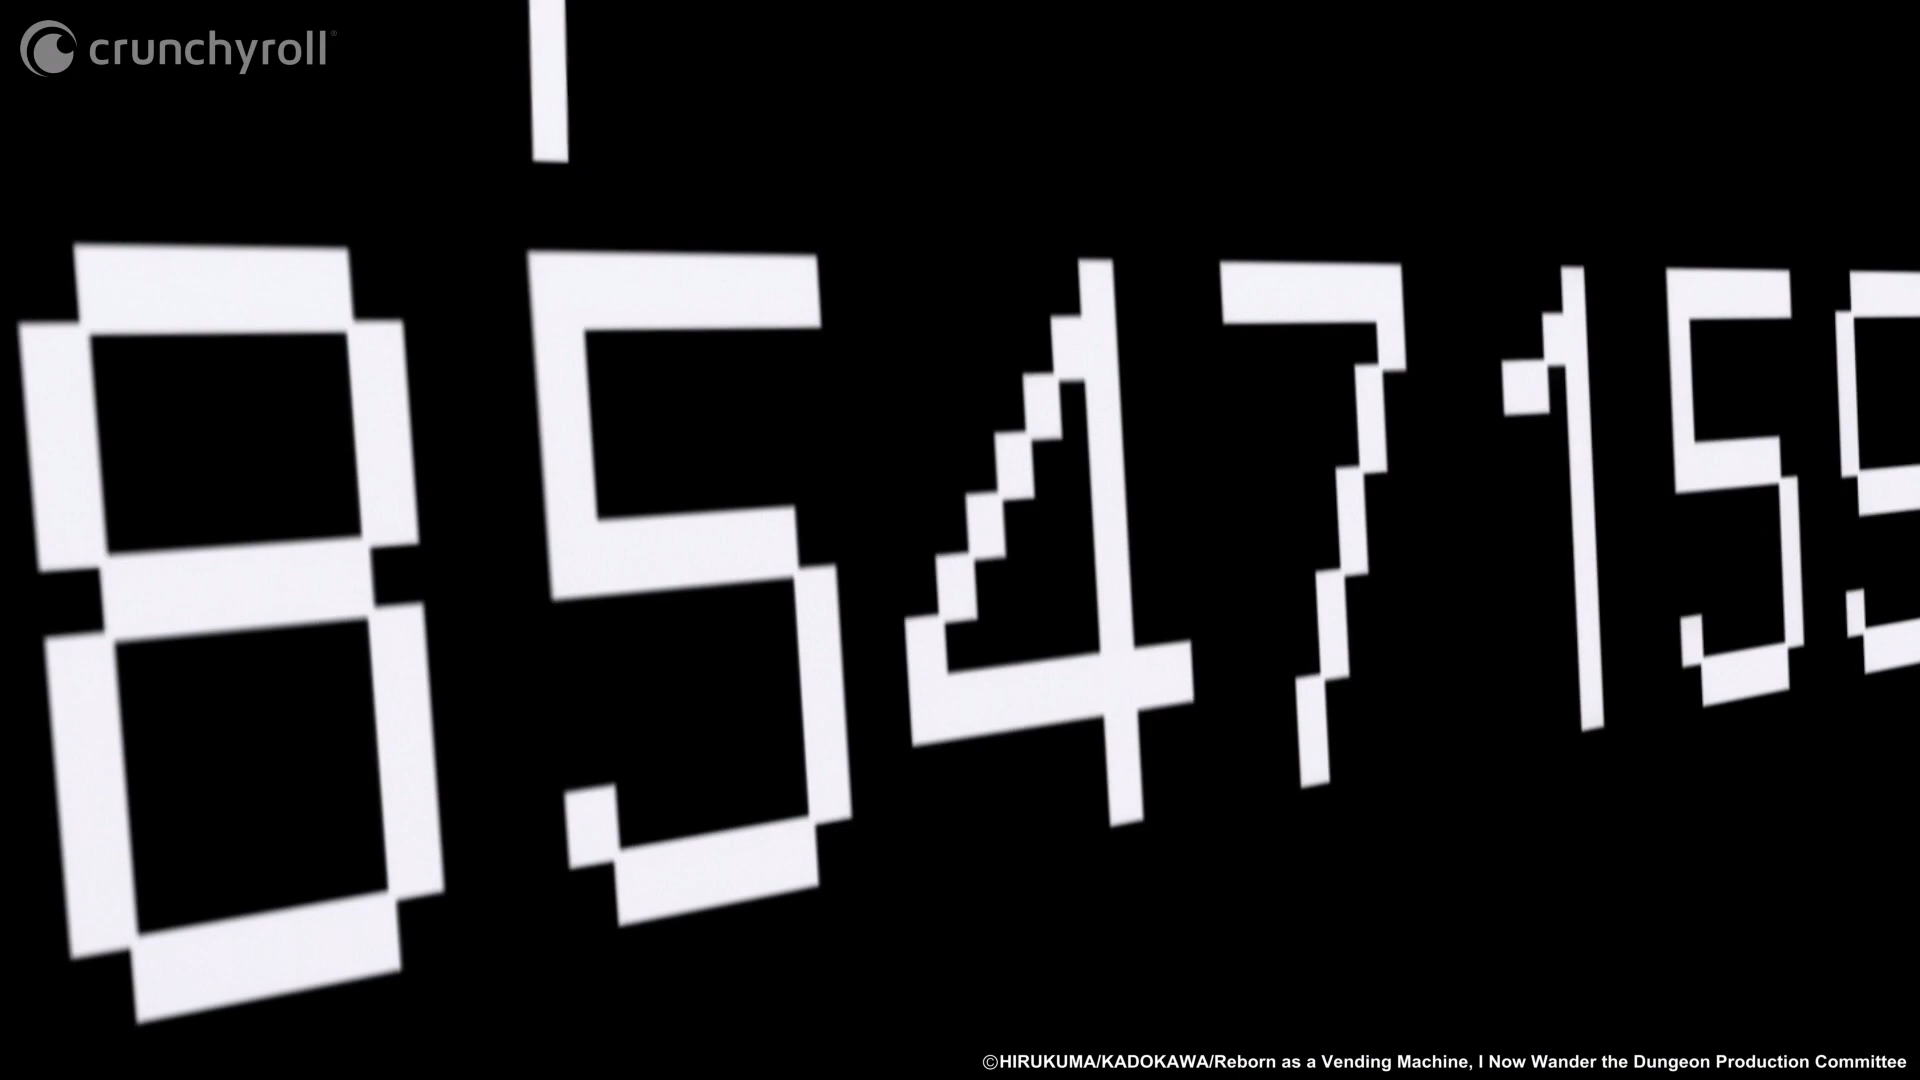 crunchyroll
854715
©HIRUKUMA/KADOKAWA/Reborn as a Vending Machine, I Now Wander the Dungeon Production Committee